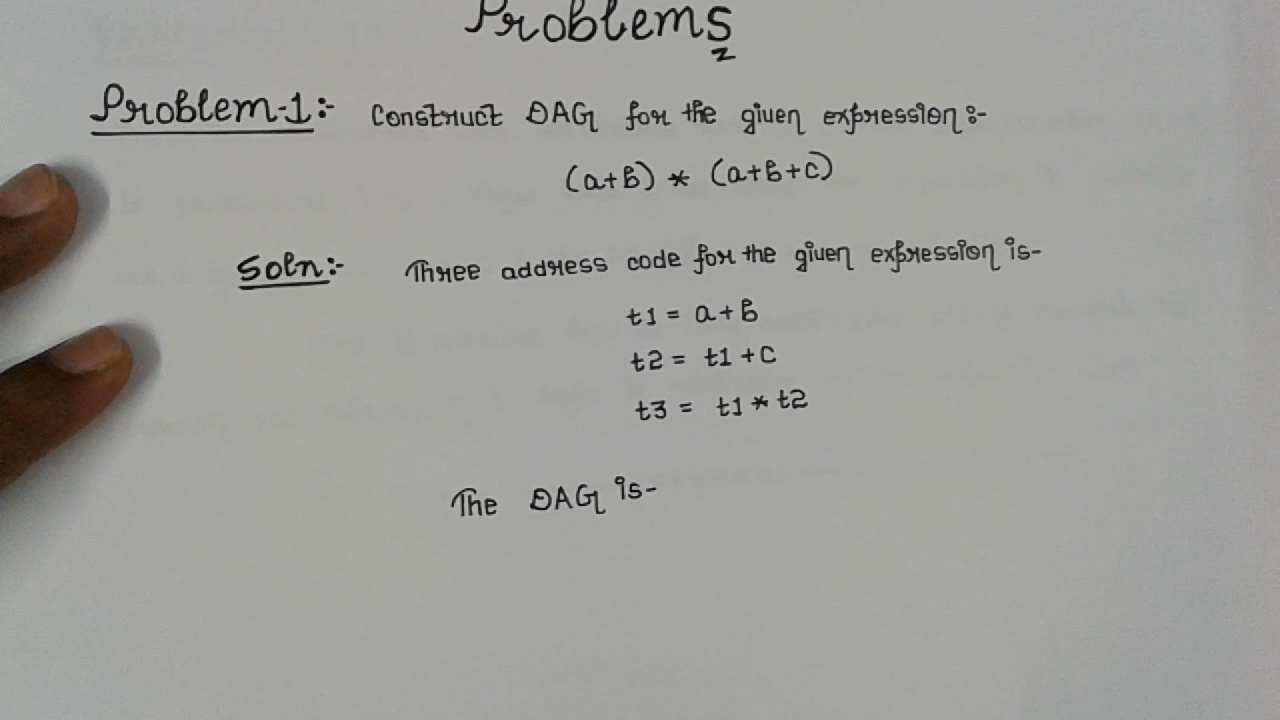 Problems
Problem-1:- Construct DAG for the given expression:-
(a+b) * (a+b+c)
Soln:- Three address code for the given expression is-
t1 = a+b
t2 = t1+c
t3 = t1 * t2
The DAG is-